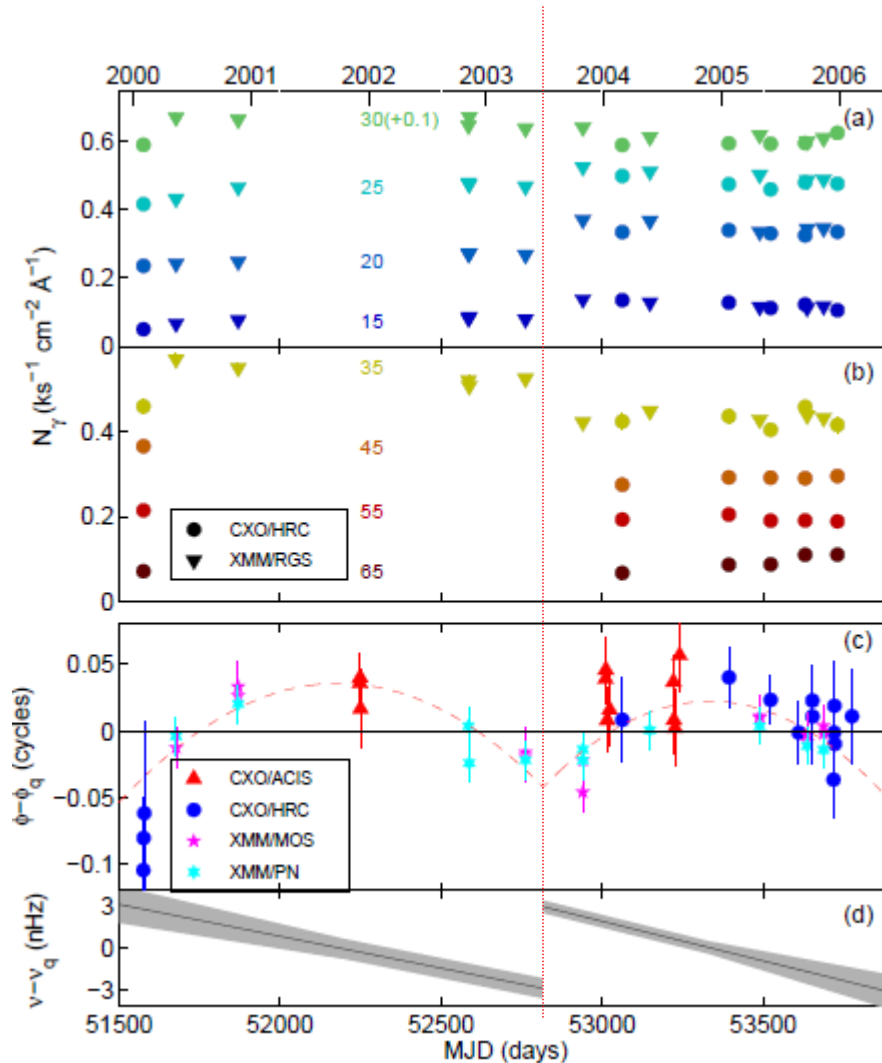 2000 2001 2002 2003 2004 2005 2006
(a)
30(+0.1)
0.6
25
0.4
20
0.2
15
0
(b)
35
0.4
45
55
0.2
CXO/HRC
XMM/RGS
65
0
Nγ (ks⁻¹ cm⁻² Å⁻¹)
(c)
0.05
0
−0.05
−0.1
CXO/ACIS
CXO/HRC
XMM/MOS
XMM/PN
ϕ−ϕq (cycles)
(d)
3
0
−3
ν−νq (nHz)
51500 52000 52500 53000 53500
MJD (days)